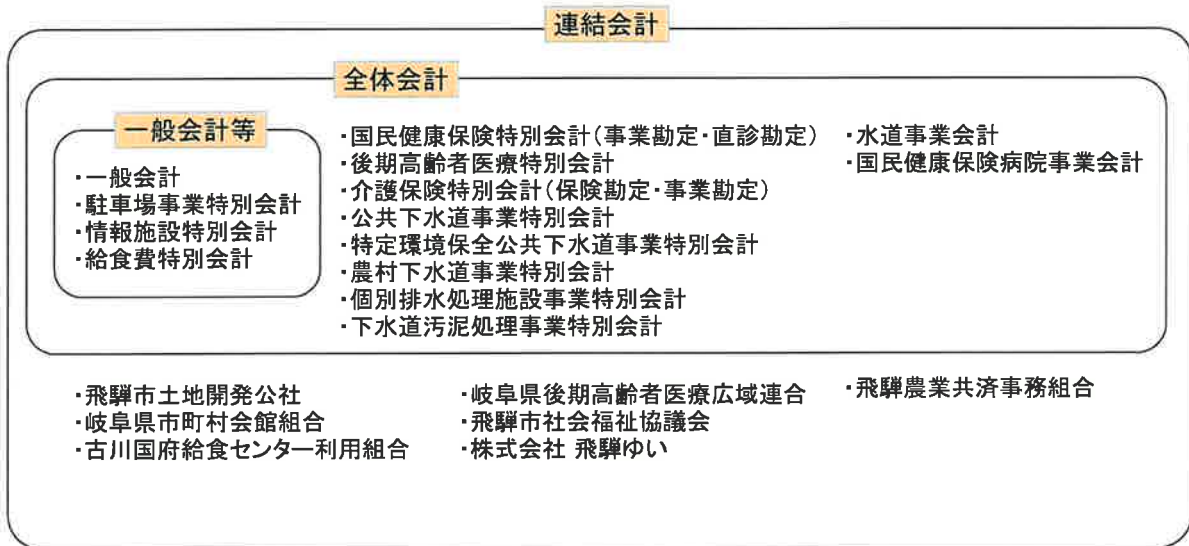 連結会計
全体会計
一般会計等
・一般会計
・駐車場事業特別会計
・情報施設特別会計
・給食費特別会計
・国民健康保険特別会計(事業勘定・直診勘定)
・後期高齢者医療特別会計
・介護保険特別会計(保険勘定・事業勘定)
・公共下水道事業特別会計
・特定環境保全公共下水道事業特別会計
・農村下水道事業特別会計
・個別排水処理施設事業特別会計
・下水道汚泥処理事業特別会計
・水道事業会計
・国民健康保険病院事業会計
・飛騨市土地開発公社
・岐阜県市町村会館組合
・古川国府給食センター利用組合
・岐阜県後期高齢者医療広域連合
・飛騨市社会福祉協議会
・株式会社 飛騨ゆい
・飛騨農業共済事務組合